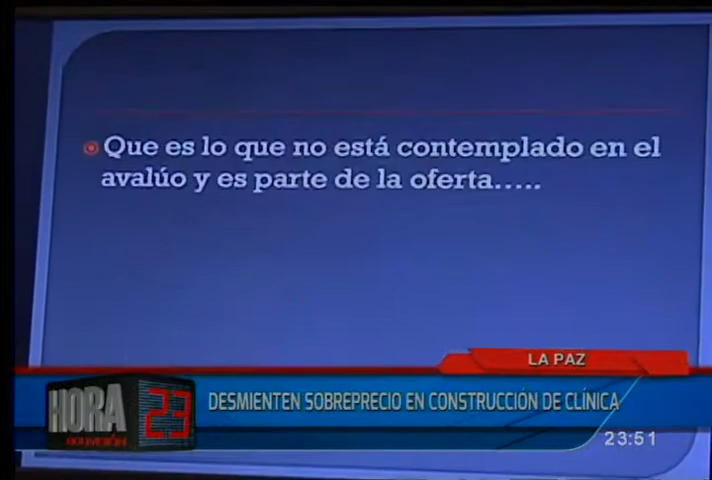 Que es lo que no está contemplado en el
avalúo y es parte de la oferta.....
LA PAZ
HORA 23
BOLIVISIÓN
DESMIENTEN SOBREPRECIO EN CONSTRUCCIÓN DE CLÍNICA
23:51